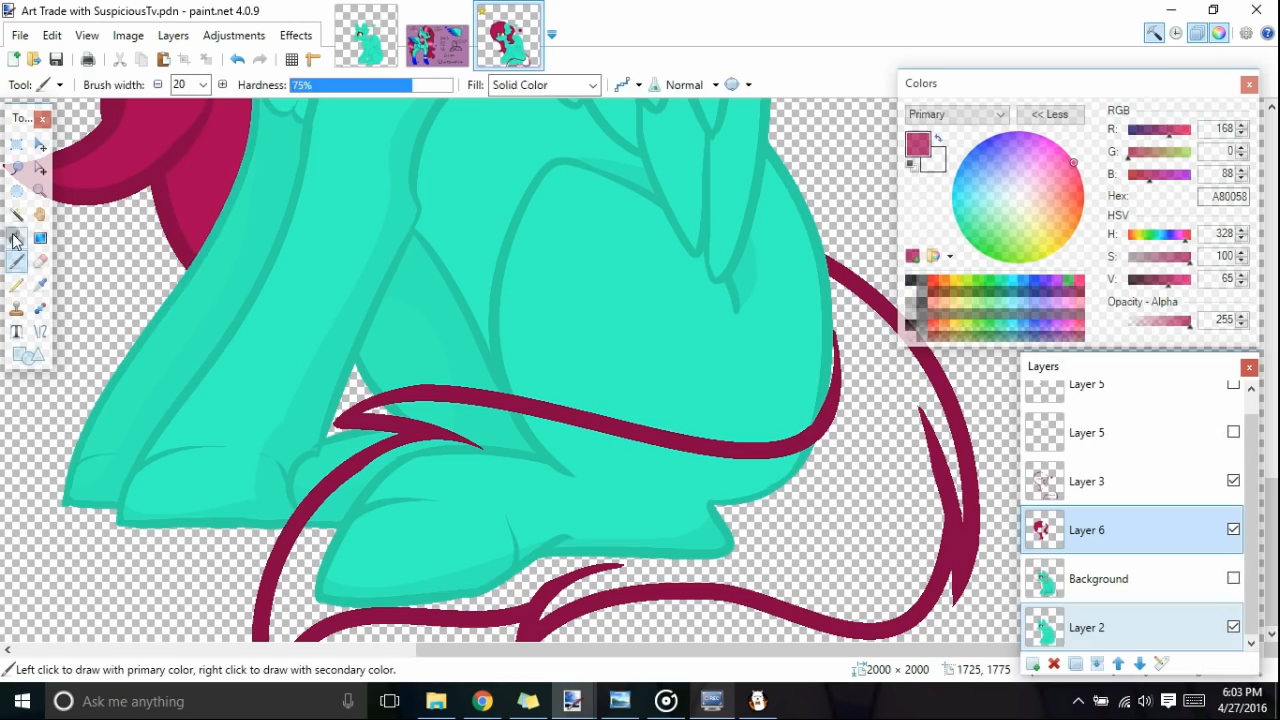 Art Trade with SuspiciousTv.pdn - paint.net 4.0.9
File Edit View Image Layers Adjustments Effects
Tool: Brush width: 20 Hardness: 75% Fill: Solid Color Normal
To...
Colors
Primary << Less
RGB
R: 168
G: 0
B: 88
Hex: A80058
HSV
H: 328
S: 100
V: 65
Opacity - Alpha
255
Layers
Layer 5
Layer 5
Layer 3
Layer 6
Background
Layer 2
Left click to draw with primary color, right click to draw with secondary color. 2000 × 2000 1725, 1775
Ask me anything
6:03 PM
4/27/2016